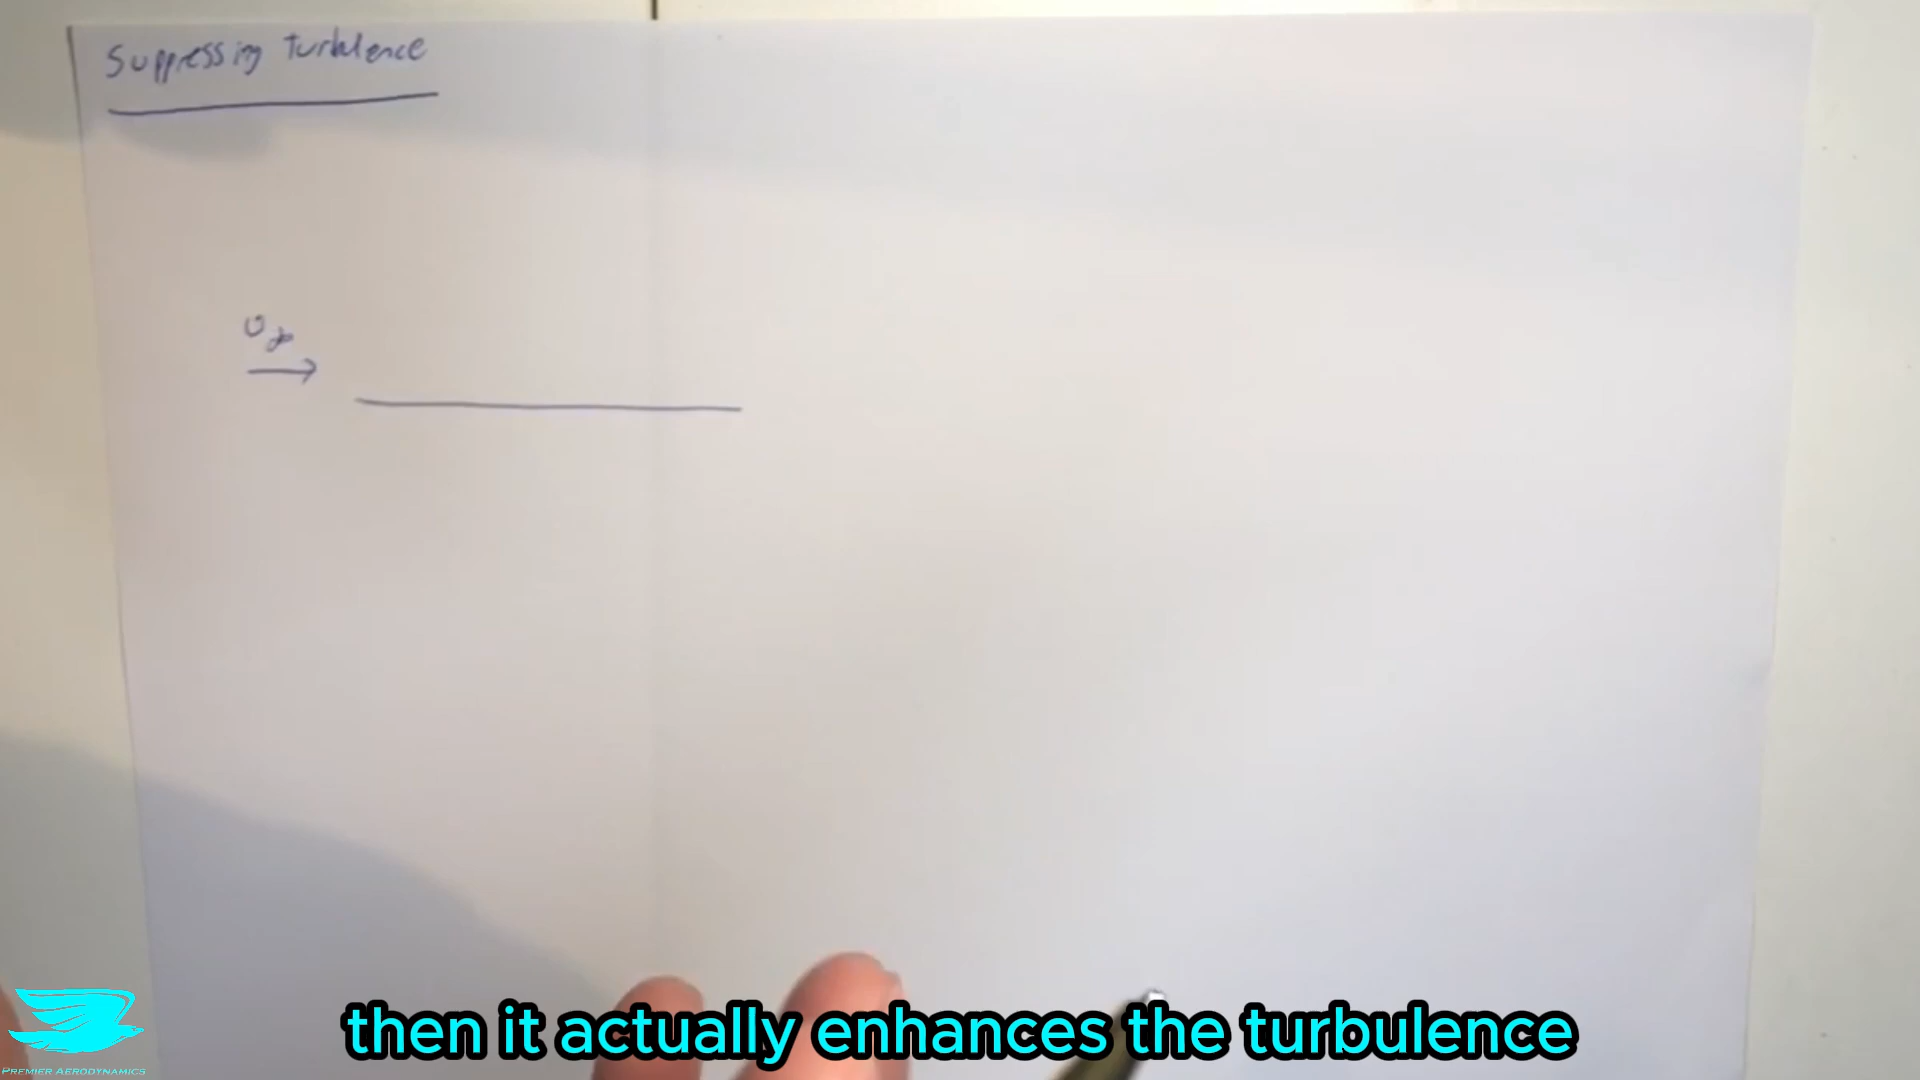 Suppressing turbulence
U∞
then it actually enhances the turbulence
PREMIER AERODYNAMICS